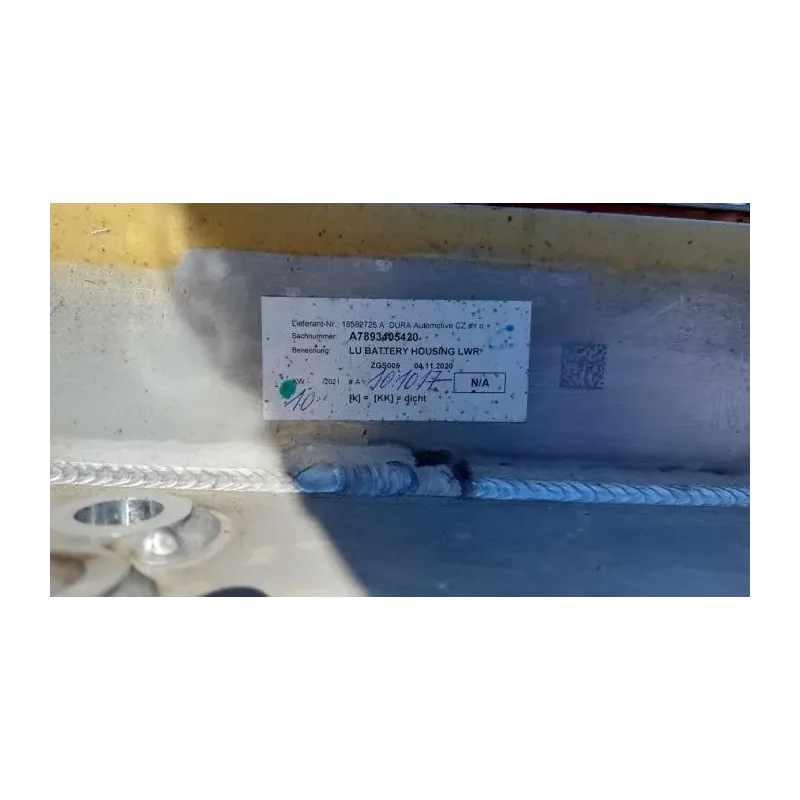 Lieferant-Nr.: 18582726 A DURA Automotive CZ s.r.o.
Sachnummer: A7893405420
Benennung: LU BATTERY HOUSING LWR
ZGS005 04.11.2020
KW 10 /2021 # A 101017 N/A
[k] = [KK] = dicht